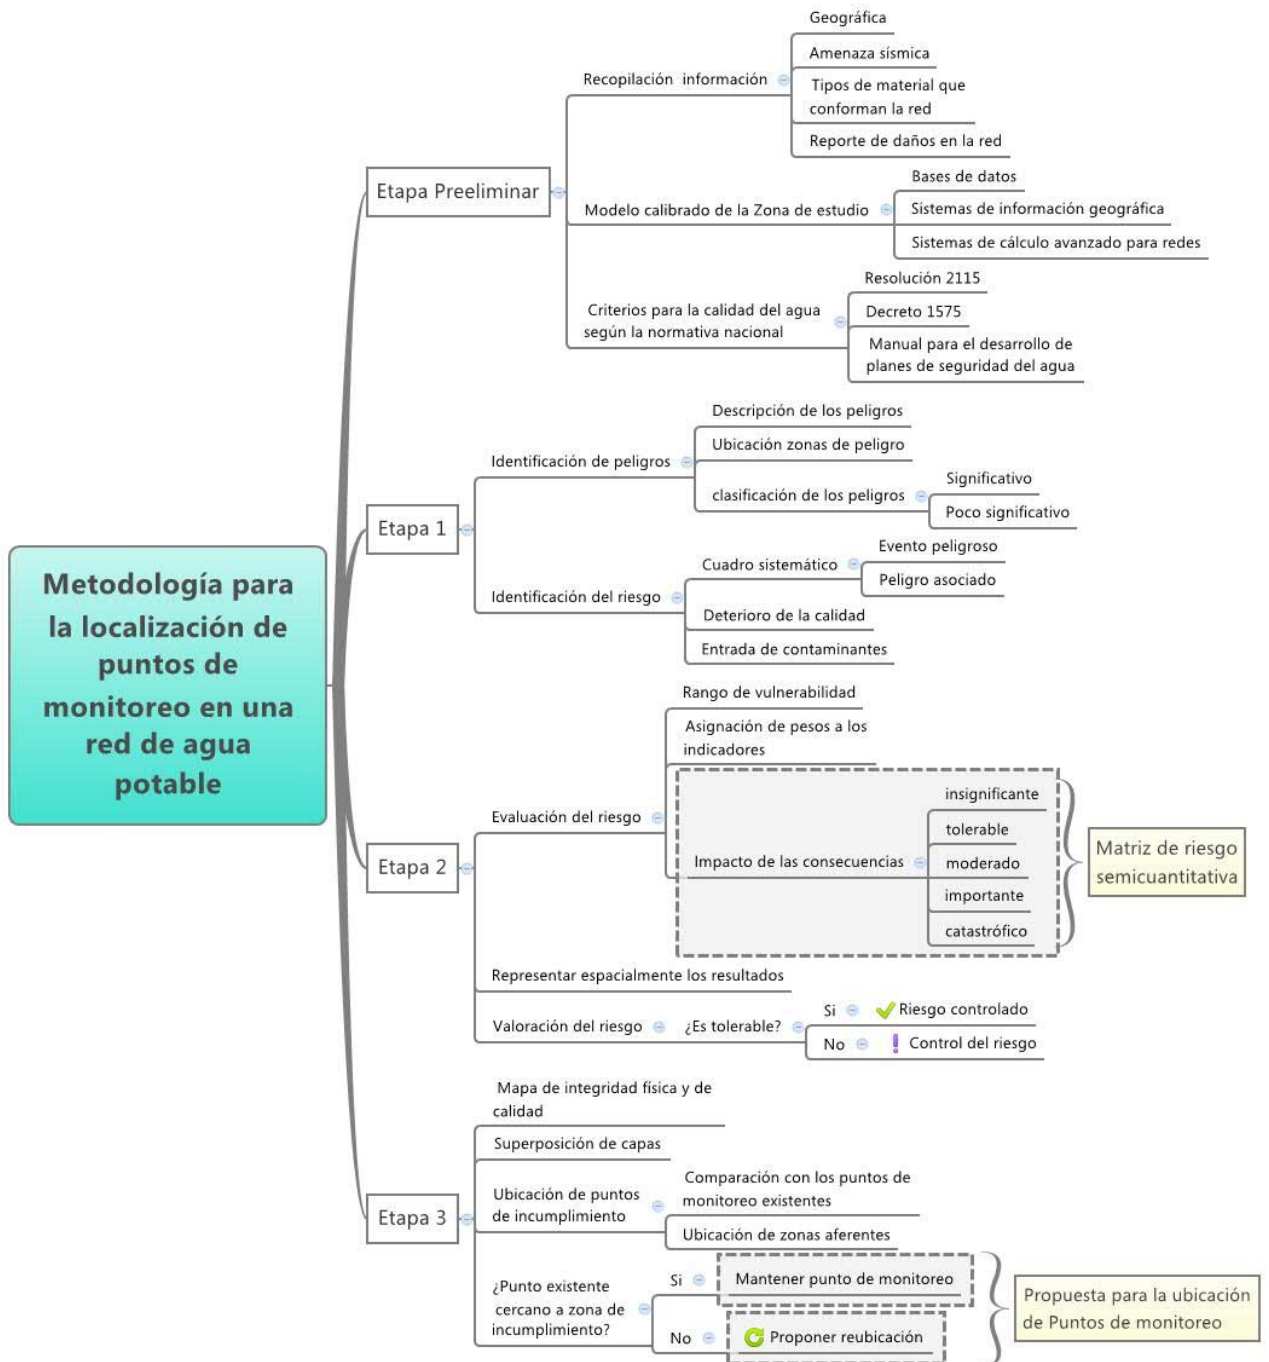 Metodología para
la localización de
puntos de
monitoreo en una
red de agua
potable
Etapa Preeliminar
Recopilación información
Geográfica
Amenaza sísmica
Tipos de material que
conforman la red
Reporte de daños en la red
Modelo calibrado de la Zona de estudio
Bases de datos
Sistemas de información geográfica
Sistemas de cálculo avanzado para redes
Criterios para la calidad del agua
según la normativa nacional
Resolución 2115
Decreto 1575
Manual para el desarrollo de
planes de seguridad del agua
Etapa 1
Identificación de peligros
Descripción de los peligros
Ubicación zonas de peligro
clasificación de los peligros
Significativo
Poco significativo
Identificación del riesgo
Cuadro sistemático
Evento peligroso
Peligro asociado
Deterioro de la calidad
Entrada de contaminantes
Etapa 2
Evaluación del riesgo
Rango de vulnerabilidad
Asignación de pesos a los
indicadores
Impacto de las consecuencias
insignificante
tolerable
moderado
importante
catastrófico
Matriz de riesgo
semicuantitativa
Representar espacialmente los resultados
Valoración del riesgo
¿Es tolerable?
Si
Riesgo controlado
No
Control del riesgo
Etapa 3
Mapa de integridad física y de
calidad
Superposición de capas
Ubicación de puntos
de incumplimiento
Comparación con los puntos de
monitoreo existentes
Ubicación de zonas aferentes
¿Punto existente
cercano a zona de
incumplimiento?
Si
Mantener punto de monitoreo
No
Proponer reubicación
Propuesta para la ubicación
de Puntos de monitoreo